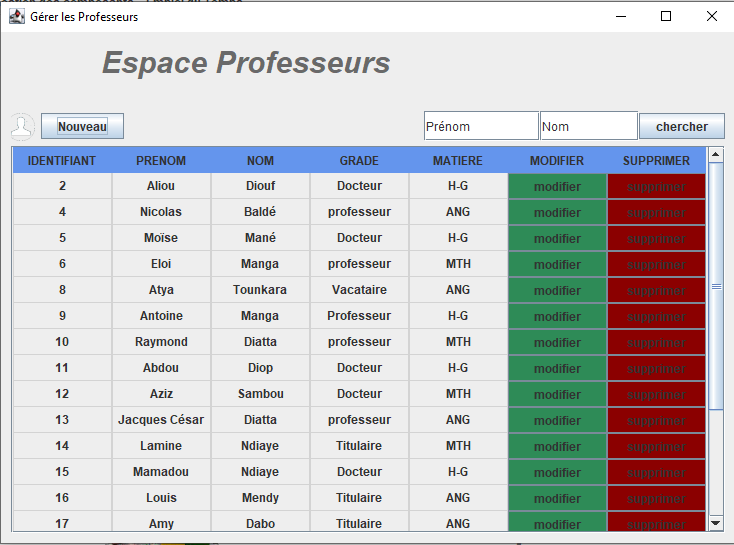 Gérer les Professeurs
Espace Professeurs
Nouveau Prénom Nom chercher
IDENTIFIANT PRENOM NOM GRADE MATIERE MODIFIER SUPPRIMER
2 Aliou Diouf Docteur H-G modifier supprimer
4 Nicolas Baldé professeur ANG modifier supprimer
5 Moïse Mané Docteur H-G modifier supprimer
6 Eloi Manga professeur MTH modifier supprimer
8 Atya Tounkara Vacataire ANG modifier supprimer
9 Antoine Manga Professeur H-G modifier supprimer
10 Raymond Diatta professeur MTH modifier supprimer
11 Abdou Diop Docteur H-G modifier supprimer
12 Aziz Sambou Docteur MTH modifier supprimer
13 Jacques César Diatta professeur ANG modifier supprimer
14 Lamine Ndiaye Titulaire MTH modifier supprimer
15 Mamadou Ndiaye Docteur H-G modifier supprimer
16 Louis Mendy Titulaire ANG modifier supprimer
17 Amy Dabo Titulaire ANG modifier supprimer